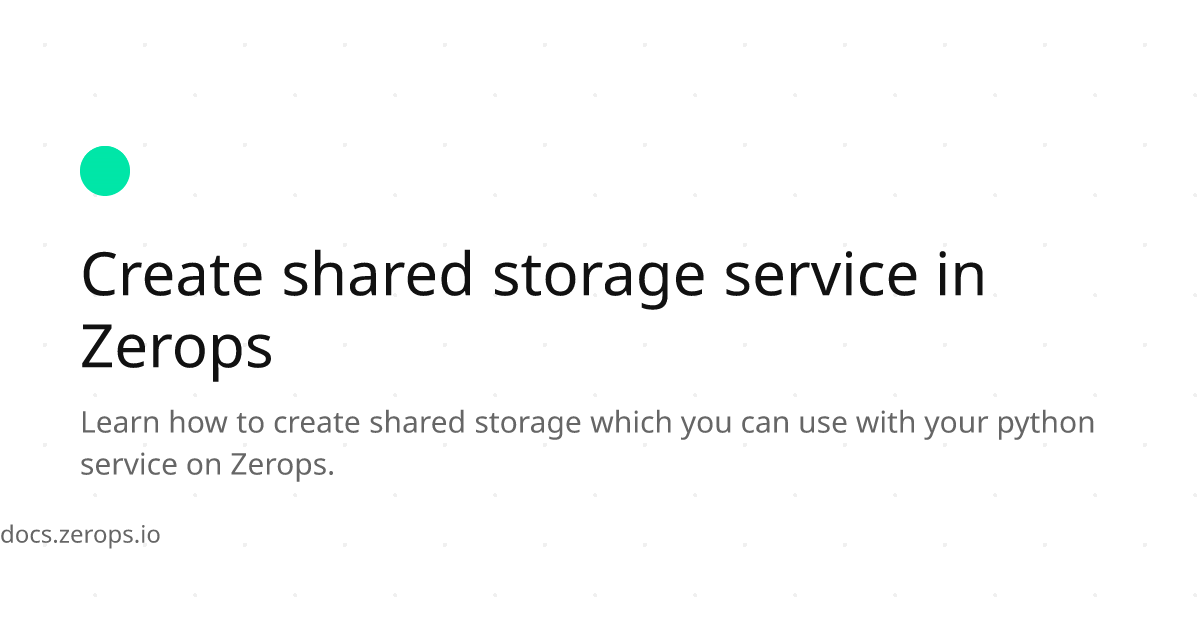 Create shared storage service in
Zerops
Learn how to create shared storage which you can use with your python
service on Zerops.
docs.zerops.io